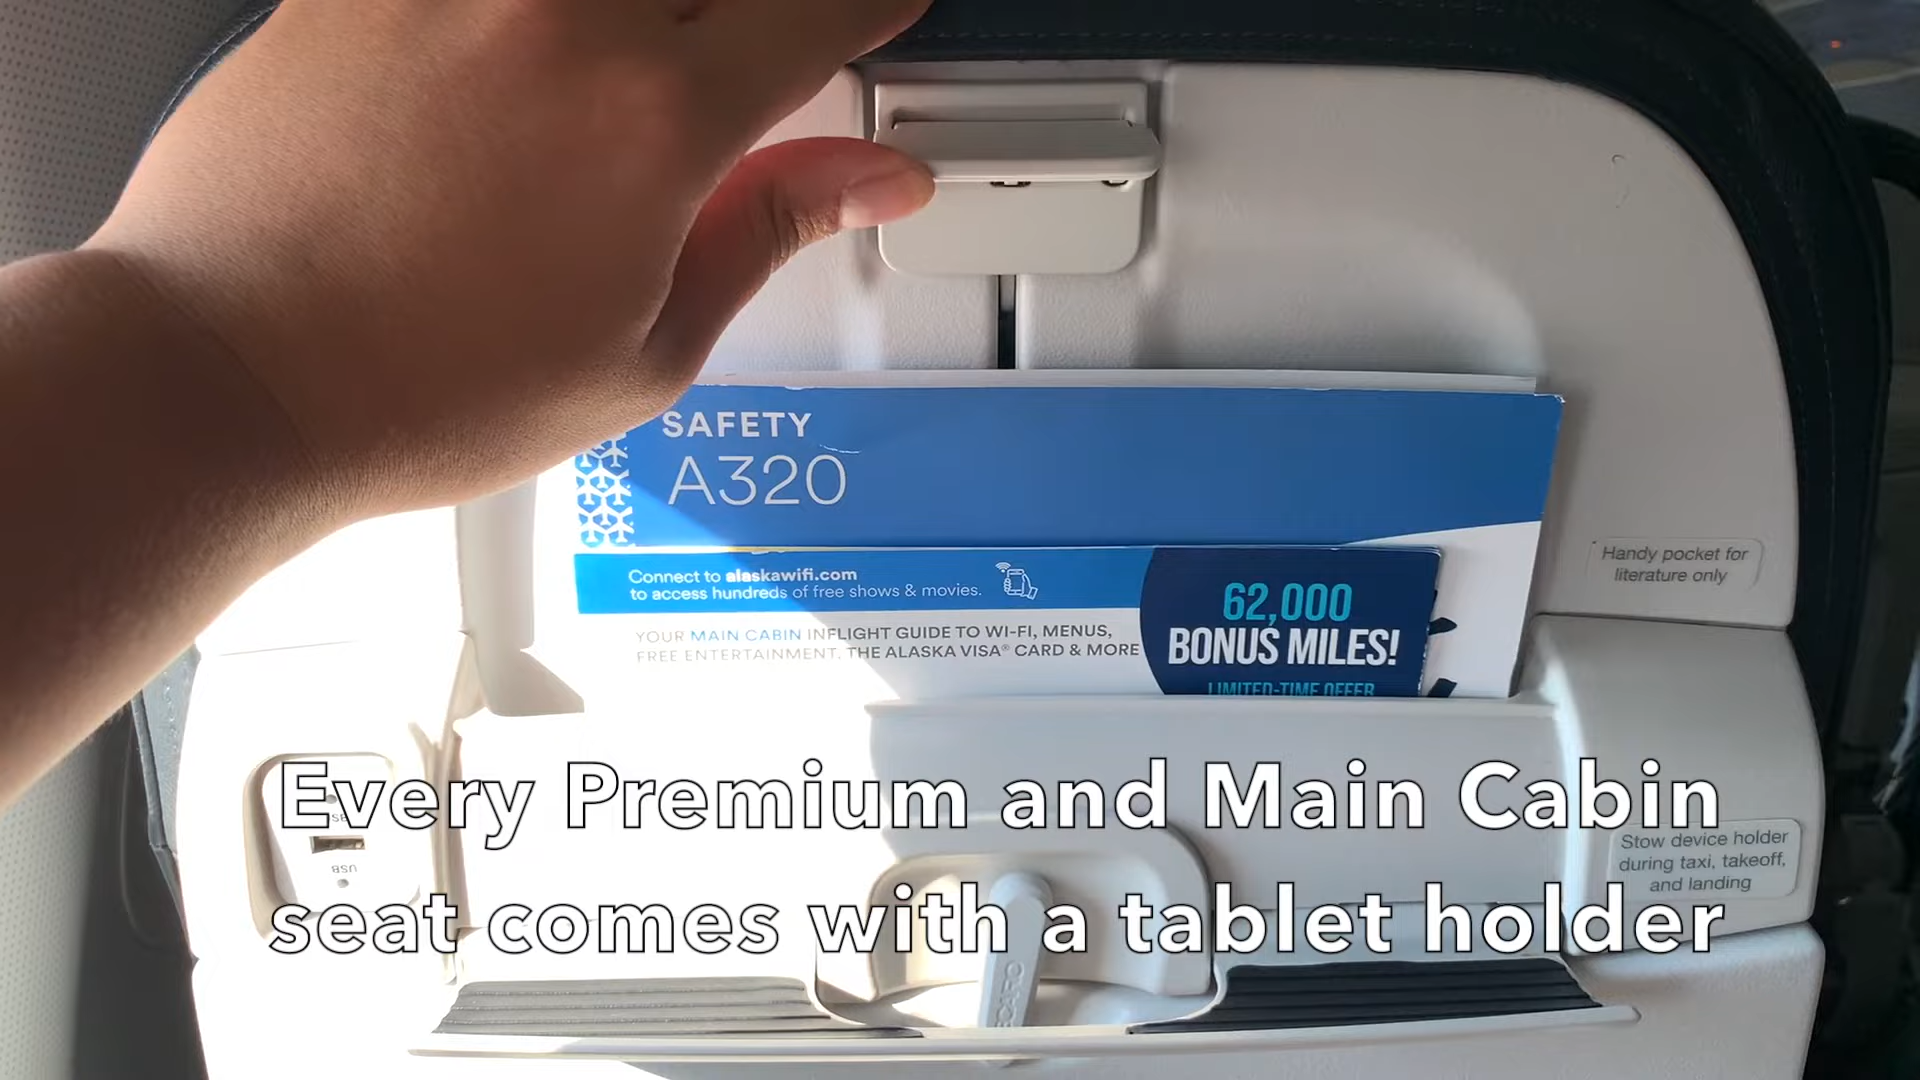 SAFETY
A320
Connect to alaskawifi.com
to access hundreds of free shows & movies.
62,000
BONUS MILES!
LIMITED-TIME OFFER
YOUR MAIN CABIN INFLIGHT GUIDE TO WI-FI, MENUS,
FREE ENTERTAINMENT, THE ALASKA VISA® CARD & MORE
Handy pocket for
literature only
Every Premium and Main Cabin
seat comes with a tablet holder
Stow device holder
during taxi, takeoff,
and landing
USB
RECARO